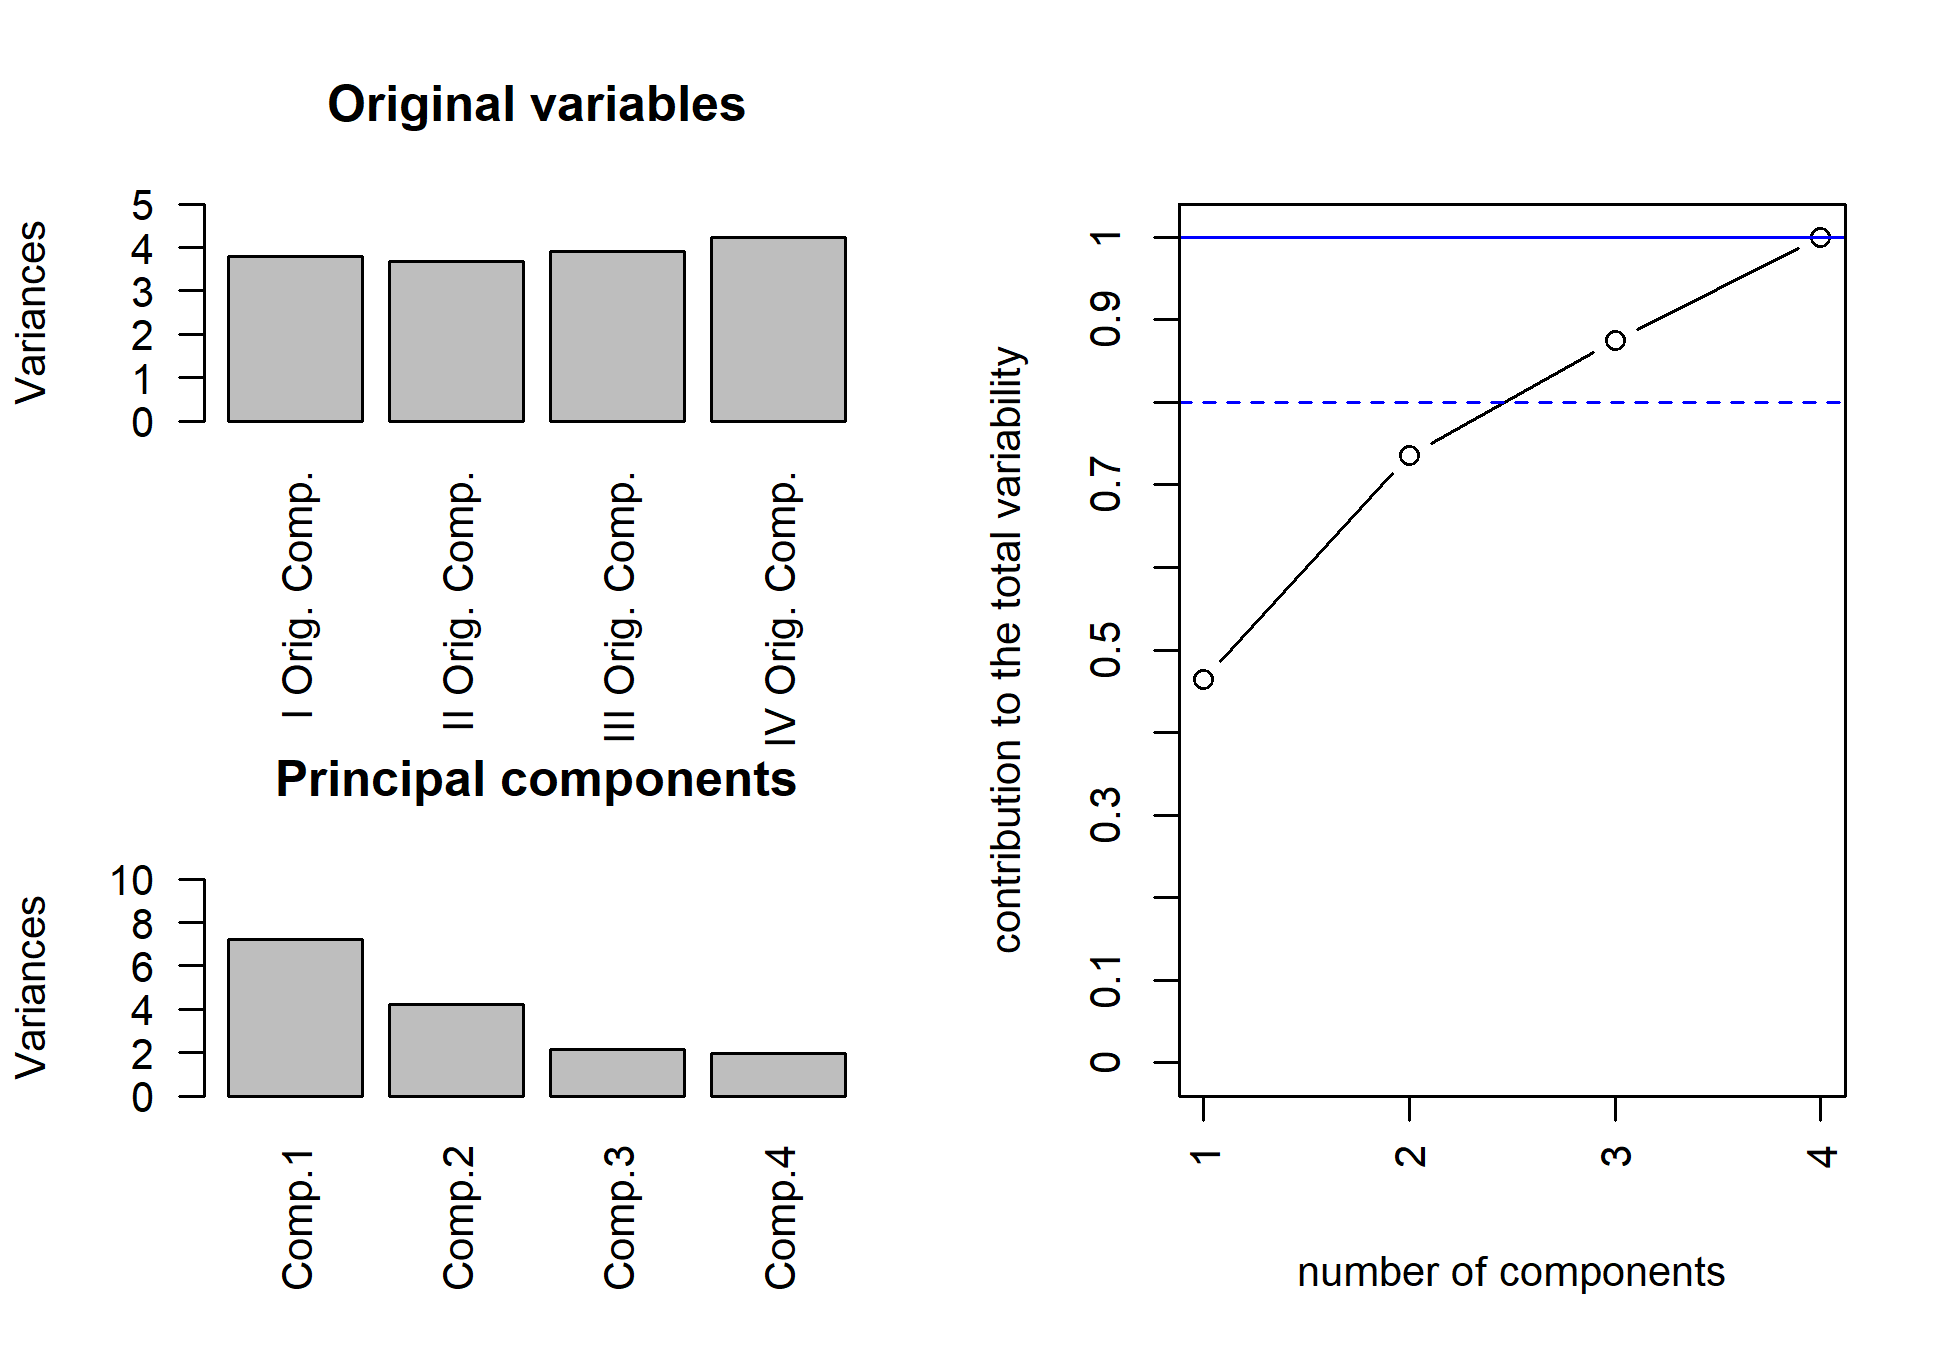 Original variables
Variances
5
4
3
2
1
0
I Orig. Comp.
II Orig. Comp.
III Orig. Comp.
IV Orig. Comp.
Principal components
Variances
10
8
6
4
2
0
Comp.1
Comp.2
Comp.3
Comp.4
contribution to the total variability
1
0.9
0.7
0.5
0.3
0.1
0
1
2
3
4
number of components